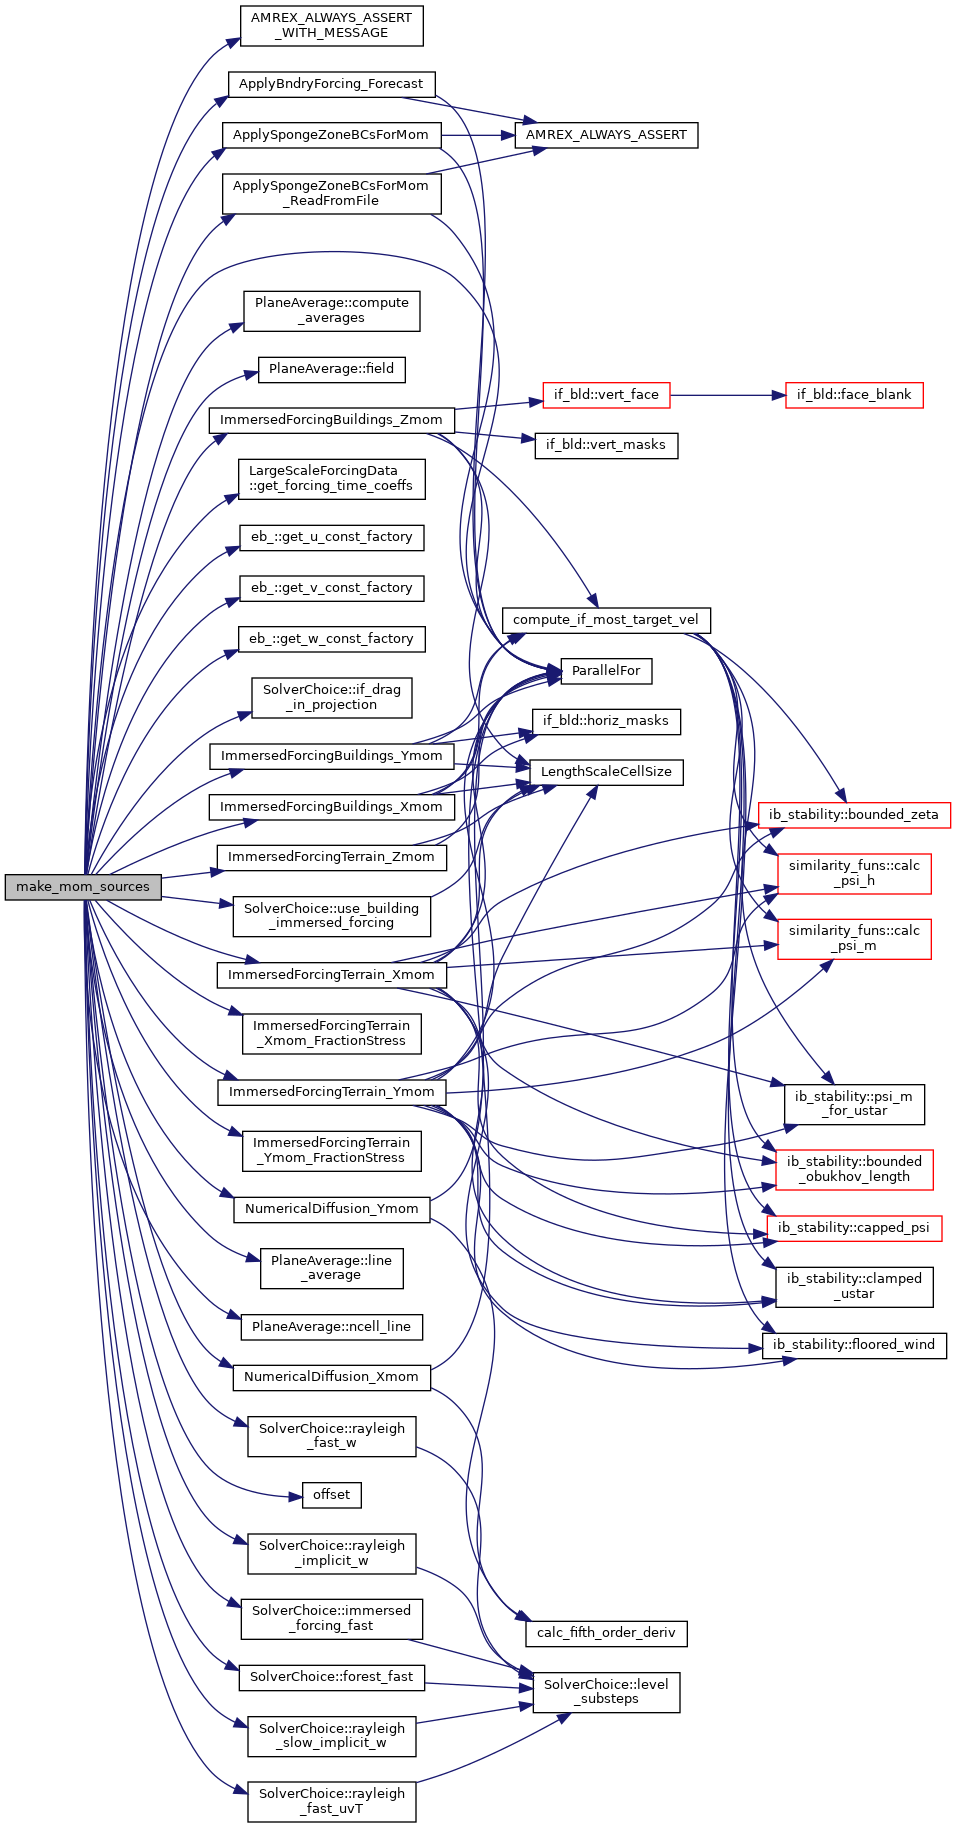 AMREX_ALWAYS_ASSERT
_WITH_MESSAGE
ApplyBndryForcing_Forecast
ApplySpongeZoneBCsForMom
AMREX_ALWAYS_ASSERT
ApplySpongeZoneBCsForMom
_ReadFromFile
PlaneAverage::compute
_averages
PlaneAverage::field
if_bld::vert_face
if_bld::face_blank
ImmersedForcingBuildings_Zmom
if_bld::vert_masks
LargeScaleForcingData
::get_forcing_time_coeffs
eb_::get_u_const_factory
eb_::get_v_const_factory
compute_if_most_target_vel
eb_::get_w_const_factory
ParallelFor
SolverChoice::if_drag
_in_projection
if_bld::horiz_masks
ImmersedForcingBuildings_Ymom
LengthScaleCellSize
ImmersedForcingBuildings_Xmom
ib_stability::bounded_zeta
ImmersedForcingTerrain_Zmom
similarity_funs::calc
_psi_h
make_mom_sources
SolverChoice::use_building
_immersed_forcing
similarity_funs::calc
_psi_m
ImmersedForcingTerrain_Xmom
ImmersedForcingTerrain
_Xmom_FractionStress
ImmersedForcingTerrain_Ymom
ib_stability::psi_m
_for_ustar
ImmersedForcingTerrain
_Ymom_FractionStress
ib_stability::bounded
_obukhov_length
NumericalDiffusion_Ymom
ib_stability::capped_psi
PlaneAverage::line
_average
ib_stability::clamped
_ustar
PlaneAverage::ncell_line
ib_stability::floored_wind
NumericalDiffusion_Xmom
SolverChoice::rayleigh
_fast_w
offset
SolverChoice::rayleigh
_implicit_w
SolverChoice::immersed
_forcing_fast
calc_fifth_order_deriv
SolverChoice::forest_fast
SolverChoice::level
_substeps
SolverChoice::rayleigh
_slow_implicit_w
SolverChoice::rayleigh
_fast_uvT